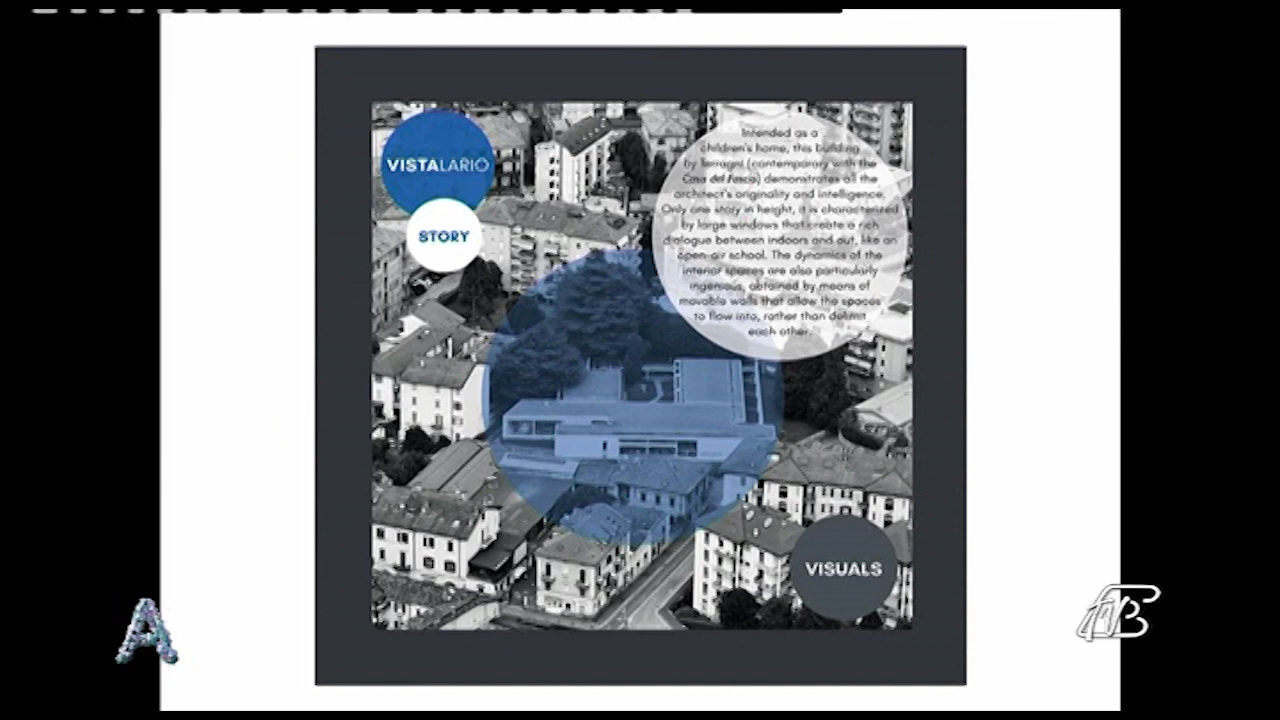 VISTALARIO
STORY
Intended as a
children's home, this building
by Terragni (contemporary with the
Casa del Fascio) demonstrates all the
architect's originality and intelligence.
Only one story in height, it is characterized
by large windows that create a rich
dialogue between indoors and out, like an
open-air school. The dynamics of the
interior spaces are also particularly
ingenious, obtained by means of
movable walls that allow the spaces
to flow into, rather than delimit
each other.
VISUALS
A